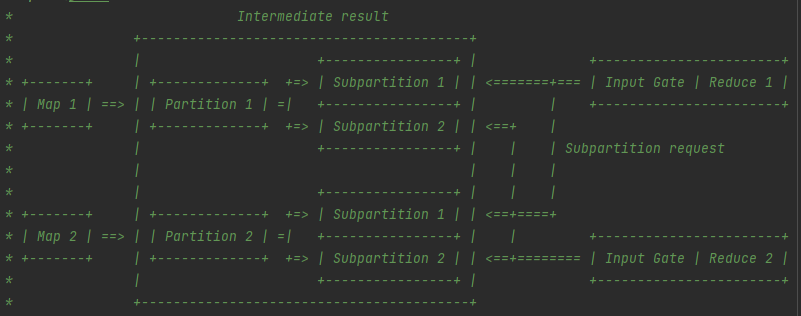 *                            Intermediate result
*               +-----------------------------------------+
*               |                      +----------------+ |              +-----------------------+
* +-------+     | +-------------+  +=> | Subpartition 1 | | <=======+=== | Input Gate | Reduce 1 |
* | Map 1 | ==> | | Partition 1 | =|   +----------------+ |         |    +-----------------------+
* +-------+     | +-------------+  +=> | Subpartition 2 | | <==+    |
*               |                      +----------------+ |    |    | Subpartition request
*               |                                         |    |    |
*               |                      +----------------+ |    |    |
* +-------+     | +-------------+  +=> | Subpartition 1 | | <==+====+
* | Map 2 | ==> | | Partition 2 | =|   +----------------+ |    |         +-----------------------+
* +-------+     | +-------------+  +=> | Subpartition 2 | | <==+======== | Input Gate | Reduce 2 |
*               |                      +----------------+ |              +-----------------------+
*               +-----------------------------------------+